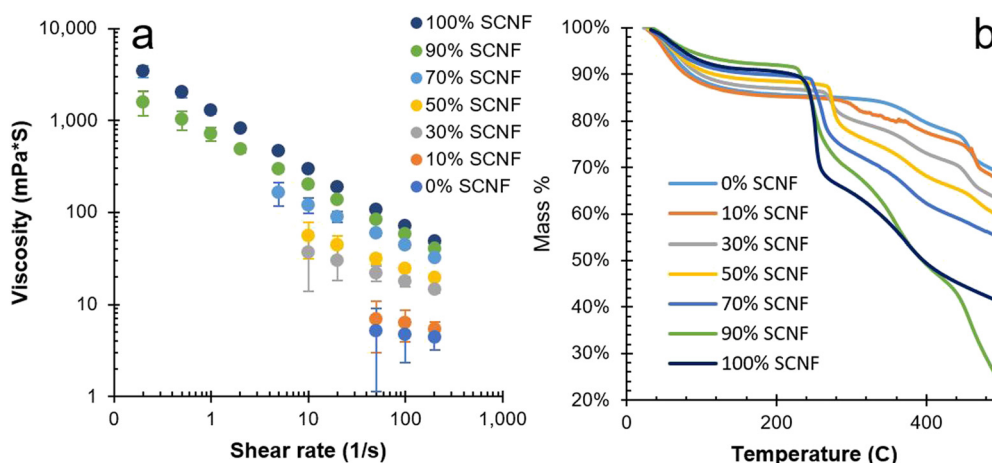 a
10,000
1,000
100
10
1
0
1
10
100
1,000
Viscosity (mPa*S)
Shear rate (1/s)
100% SCNF
90% SCNF
70% SCNF
50% SCNF
30% SCNF
10% SCNF
0% SCNF
b
100%
90%
80%
70%
60%
50%
40%
30%
20%
0
200
400
Mass %
Temperature (C)
0% SCNF
10% SCNF
30% SCNF
50% SCNF
70% SCNF
90% SCNF
100% SCNF